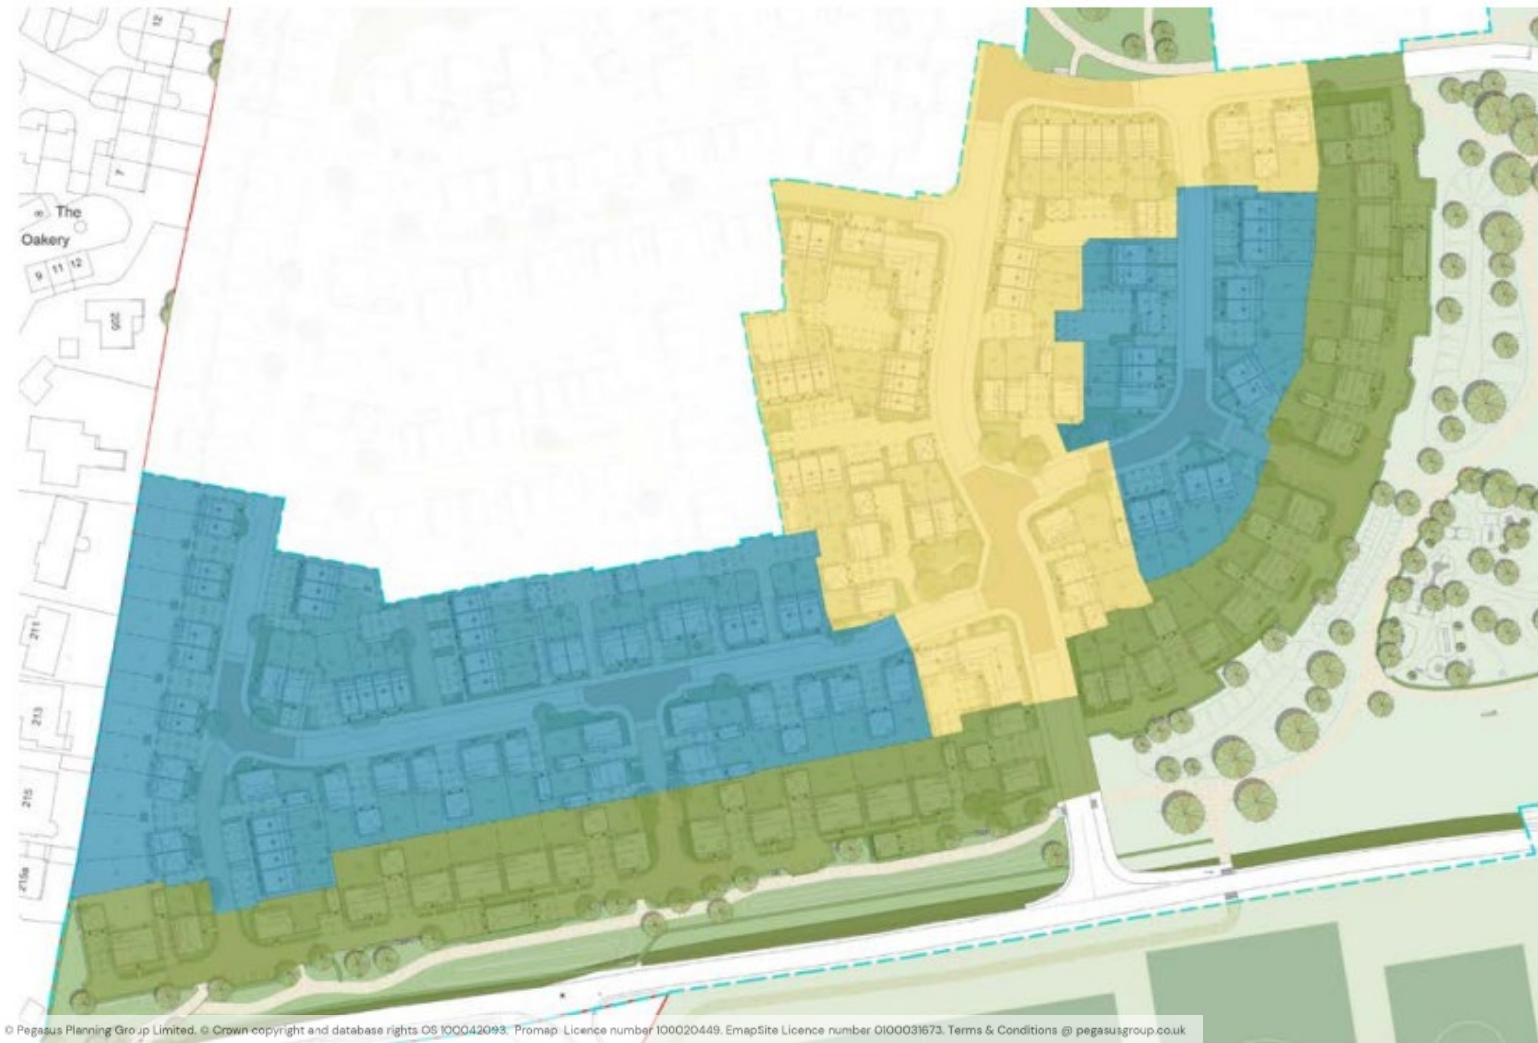 12
7
8 The
Oakery
9 11 12
205
211
213
215
215a
© Pegasus Planning Group Limited. © Crown copyright and database rights OS 100042093. Promap Licence number 100020449. EmapSite Licence number 0100031673. Terms & Conditions @ pegasusgroup.co.uk